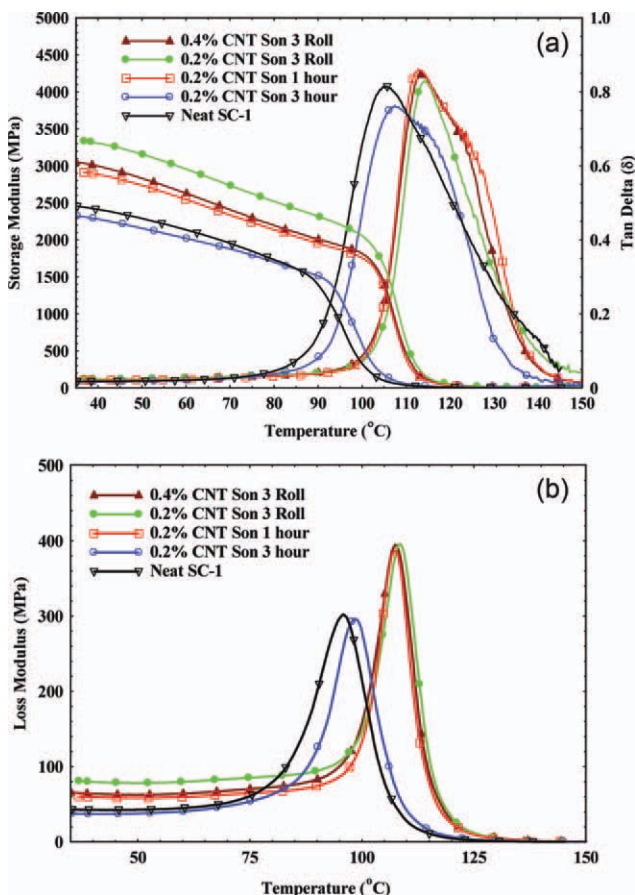 (a)
0.4% CNT Son 3 Roll
0.2% CNT Son 3 Roll
0.2% CNT Son 1 hour
0.2% CNT Son 3 hour
Neat SC-1
Storage Modulus (MPa)
5000
4500
4000
3500
3000
2500
2000
1500
1000
500
0
Tan Delta (δ)
1.0
0.8
0.6
0.4
0.2
0
40 50 60 70 80 90 100 110 120 130 140 150
Temperature (°C)
(b)
0.4% CNT Son 3 Roll
0.2% CNT Son 3 Roll
0.2% CNT Son 1 hour
0.2% CNT Son 3 hour
Neat SC-1
Loss Modulus (MPa)
500
400
300
200
100
0
50 75 100 125 150
Temperature (°C)